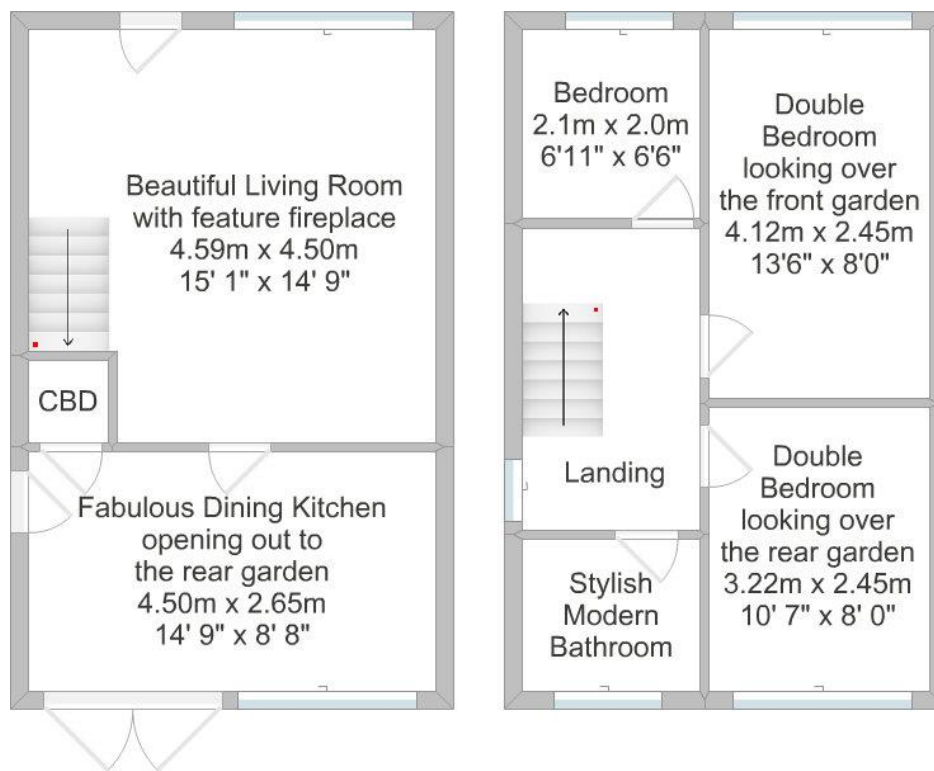 Beautiful Living Room
with feature fireplace
4.59m x 4.50m
15' 1" x 14' 9"
CBD
Fabulous Dining Kitchen
opening out to
the rear garden
4.50m x 2.65m
14' 9" x 8' 8"
Bedroom
2.1m x 2.0m
6'11" x 6'6"
Double
Bedroom
looking over
the front garden
4.12m x 2.45m
13'6" x 8'0"
Landing
Double
Bedroom
looking over
the rear garden
3.22m x 2.45m
10' 7" x 8' 0"
Stylish
Modern
Bathroom